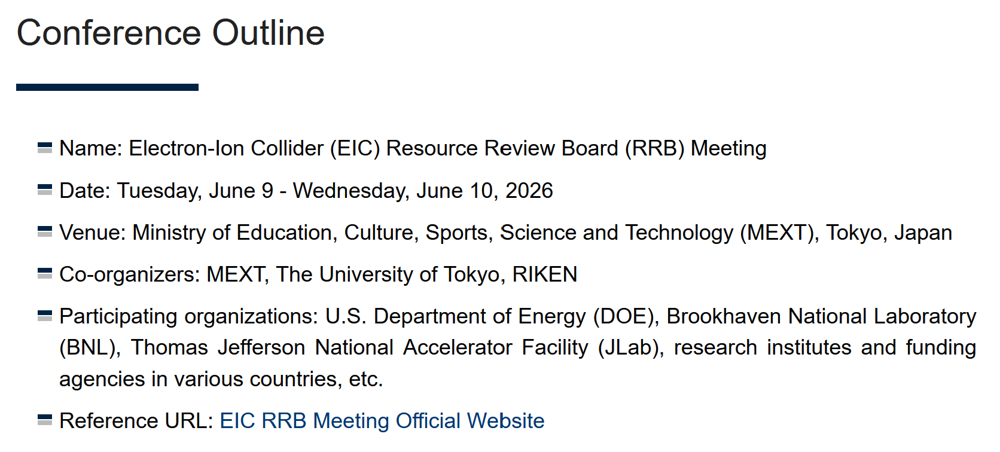 Conference Outline
Name: Electron-Ion Collider (EIC) Resource Review Board (RRB) Meeting
Date: Tuesday, June 9 - Wednesday, June 10, 2026
Venue: Ministry of Education, Culture, Sports, Science and Technology (MEXT), Tokyo, Japan
Co-organizers: MEXT, The University of Tokyo, RIKEN
Participating organizations: U.S. Department of Energy (DOE), Brookhaven National Laboratory
(BNL), Thomas Jefferson National Accelerator Facility (JLab), research institutes and funding
agencies in various countries, etc.
Reference URL: EIC RRB Meeting Official Website